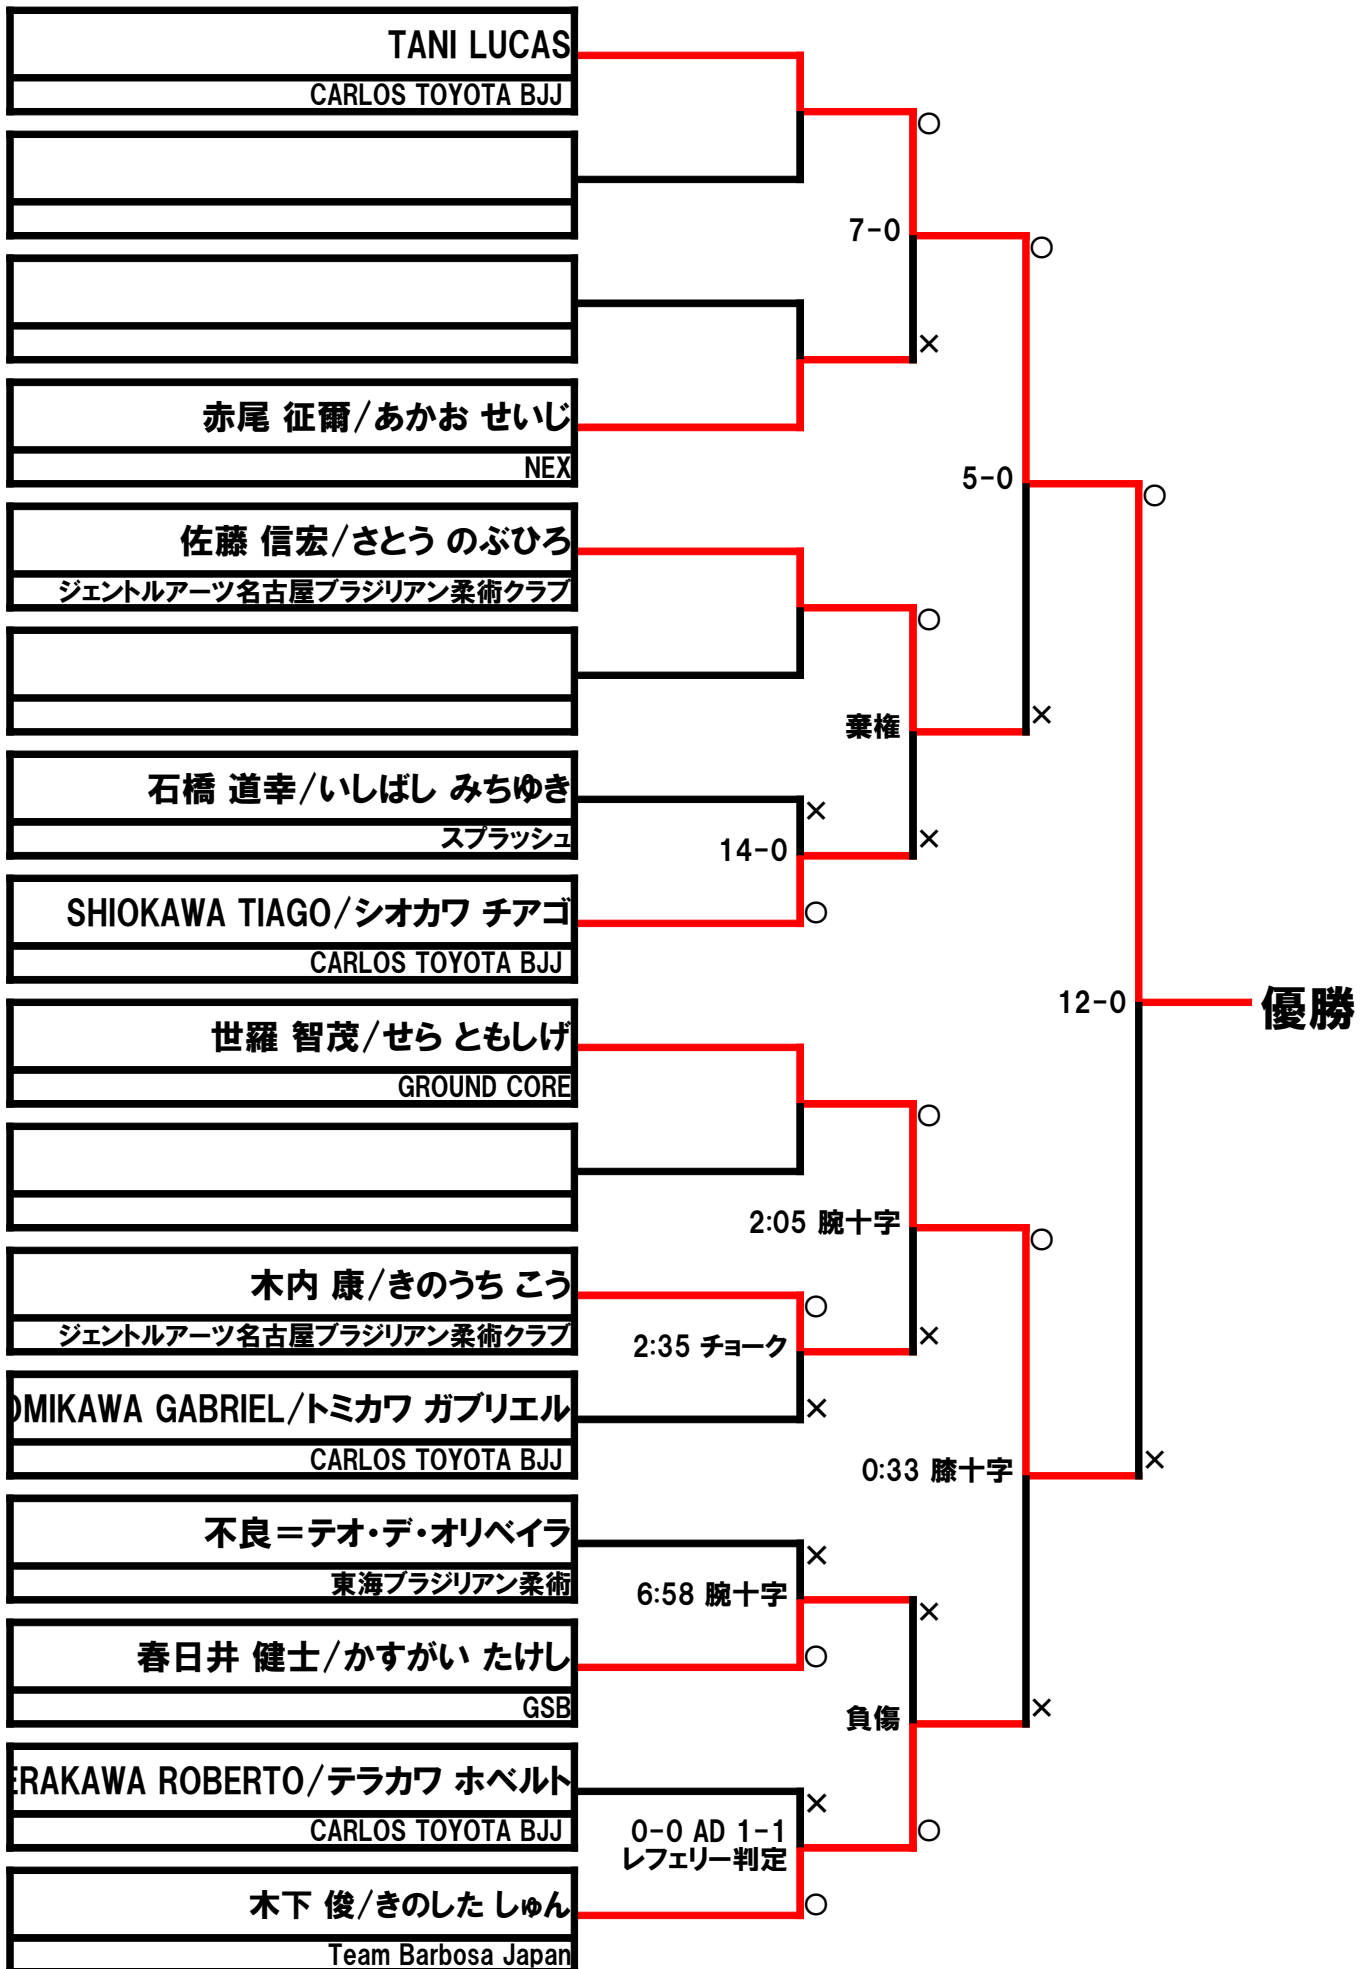 TANI LUCAS
CARLOS TOYOTA BJJ
○
7-0
○
×
赤尾 征爾/あかお せいじ
NEX
5-0
○
佐藤 信宏/さとう のぶひろ
ジェントルアーツ名古屋ブラジリアン柔術クラブ
○
棄権
×
石橋 道幸/いしばし みちゆき
スプラッシュ
×
14-0
×
SHIOKAWA TIAGO/シオカワ チアゴ
○
CARLOS TOYOTA BJJ
12-0
優勝
世羅 智茂/せら ともしげ
GROUND CORE
○
2:05 腕十字
○
木内 康/きのうち こう
ジェントルアーツ名古屋ブラジリアン柔術クラブ
○
2:35 チョーク
×
OMIKAWA GABRIEL/トミカワ ガブリエル
×
CARLOS TOYOTA BJJ
0:33 膝十字
×
不良=テオ・デ・オリベイラ
東海ブラジリアン柔術
×
6:58 腕十字
×
春日井 健士/かすがい たけし
GSB
○
負傷
×
ERAKAWA ROBERTO/テラカワ ホベルト
CARLOS TOYOTA BJJ
×
0-0 AD 1-1
レフェリー判定
○
木下 俊/きのした しゅん
○
Team Barbosa Japan